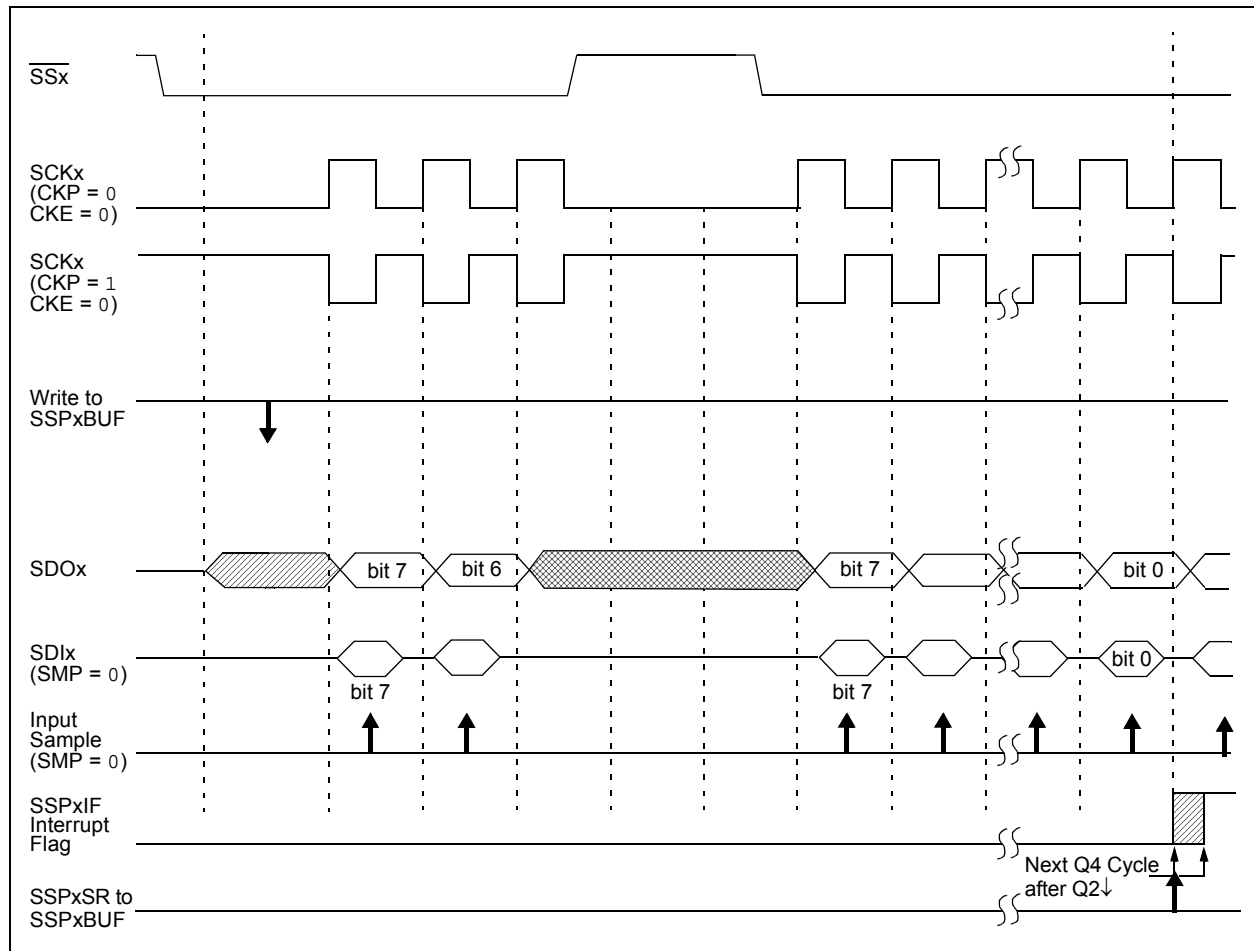 SSx
SCKx
(CKP = 0
CKE = 0)
SCKx
(CKP = 1
CKE = 0)
Write to
SSPxBUF
SDOx
bit 7
bit 6
bit 7
bit 0
SDIx
(SMP = 0)
bit 0
bit 7
bit 7
Input
Sample
(SMP = 0)
SSPxIF
Interrupt
Flag
Next Q4 Cycle
after Q2↓
SSPxSR to
SSPxBUF